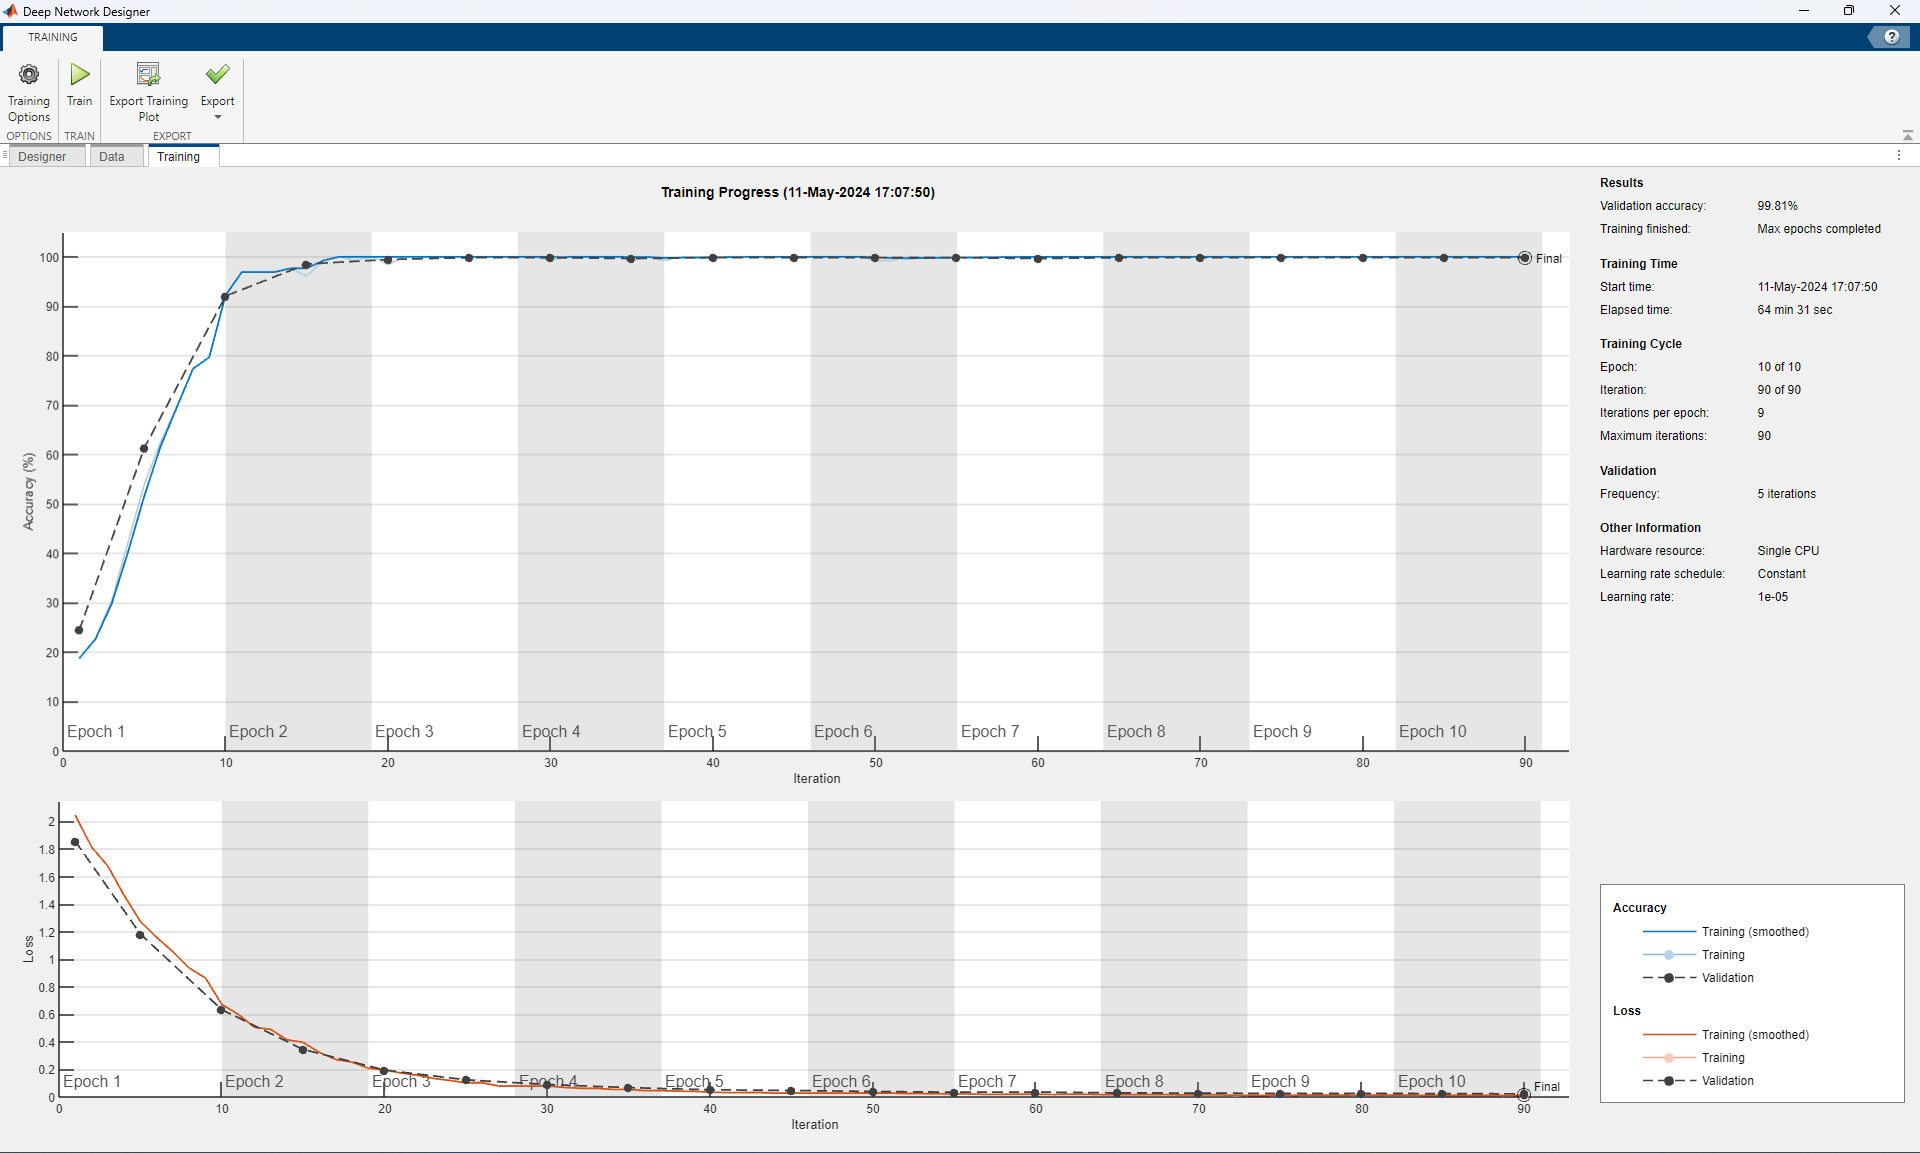 Deep Network Designer
TRAINING
?
Training Options
Train
Export Training Plot
Export
OPTIONS
TRAIN
EXPORT
Designer
Data
Training
Training Progress (11-May-2024 17:07:50)
Accuracy (%)
100
90
80
70
60
50
40
30
20
10
0
Final
Epoch 1
Epoch 2
Epoch 3
Epoch 4
Epoch 5
Epoch 6
Epoch 7
Epoch 8
Epoch 9
Epoch 10
0 10 20 30 40 50 60 70 80 90
Iteration
Loss
2
1.8
1.6
1.4
1.2
1
0.8
0.6
0.4
0.2
0
Final
Epoch 1
Epoch 2
Epoch 3
Epoch 4
Epoch 5
Epoch 6
Epoch 7
Epoch 8
Epoch 9
Epoch 10
0 10 20 30 40 50 60 70 80 90
Iteration
Results
Validation accuracy: 99.81%
Training finished: Max epochs completed
Training Time
Start time: 11-May-2024 17:07:50
Elapsed time: 64 min 31 sec
Training Cycle
Epoch: 10 of 10
Iteration: 90 of 90
Iterations per epoch: 9
Maximum iterations: 90
Validation
Frequency: 5 iterations
Other Information
Hardware resource: Single CPU
Learning rate schedule: Constant
Learning rate: 1e-05
Accuracy
Training (smoothed)
Training
Validation
Loss
Training (smoothed)
Training
Validation